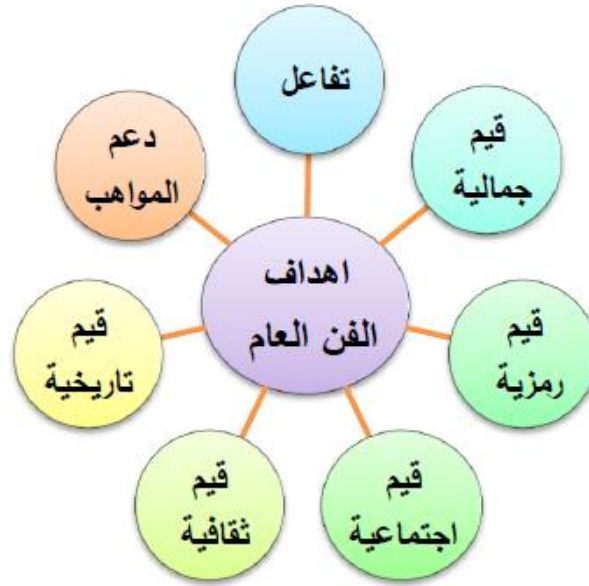 تفاعل
قيم
جمالية
قيم
رمزية
قيم
اجتماعية
قيم
ثقافية
قيم
تاريخية
دعم
المواهب
اهداف
الفن العام